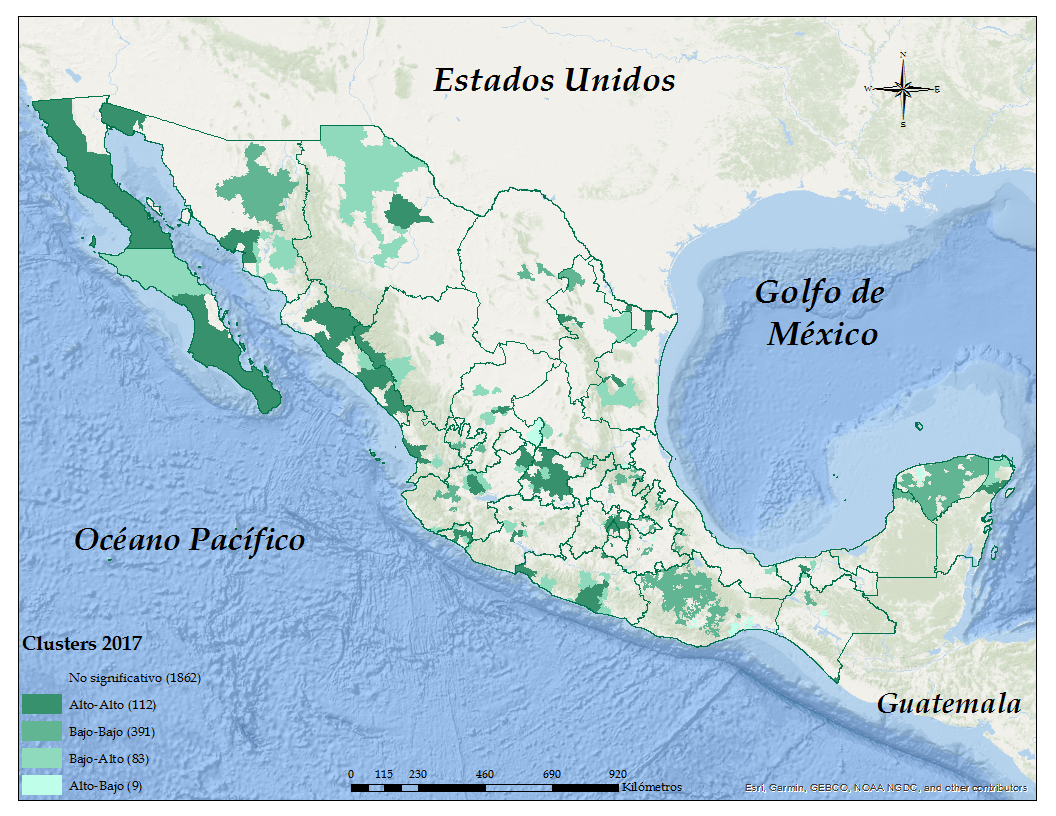 Estados Unidos
N
W
E
S
Golfo de
México
Océano Pacífico
Guatemala
Clusters 2017
No significativo (1862)
Alto-Alto (112)
Bajo-Bajo (391)
Bajo-Alto (83)
Alto-Bajo (9)
0 115 230 460 690 920
Kilómetros
Esri, Garmin, GEBCO, NOAA NGDC, and other contributors